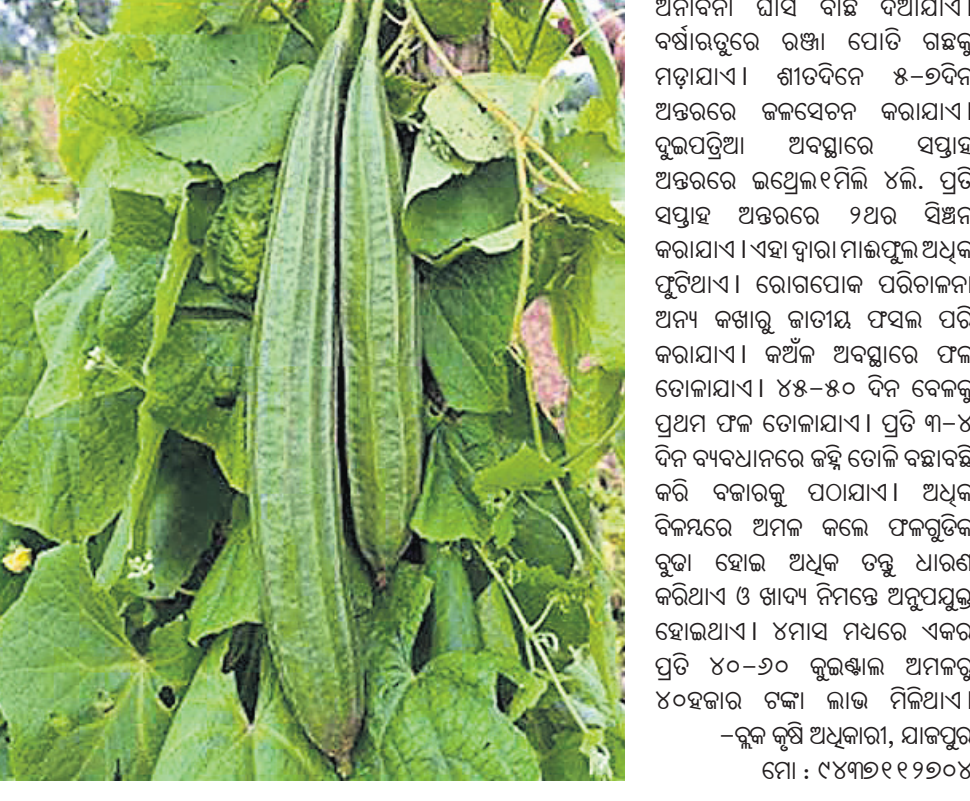 ଅନାବନା ଘାସ ବାଛି ଦିଆଯାଏ।
ବର୍ଷାଋତୁରେ ରଞ୍ଜା ପୋତି ଗଛକୁ
ମଡ଼ାଯାଏ। ଶୀତଦିନେ ୫-୭ଦିନ
ଅନ୍ତରରେ ଜଳସେଚନ କରାଯାଏ।
ଦୁଇପତ୍ରିଆ ଅବସ୍ଥାରେ ସପ୍ତାହ
ଅନ୍ତରରେ ଇଥ୍ରେଲ୧ମିଲି ୪ଲି. ପ୍ରତି
ସପ୍ତାହ ଅନ୍ତରରେ ୨ଥର ସିଞ୍ଚନ
କରାଯାଏ।ଏହା ଦ୍ୱାରା ମାଈଫୁଲ ଅଧିକ
ଫୁଟିଥାଏ। ରୋଗପୋକ ପରିଚାଳନା
ଅନ୍ୟ କଖାରୁ ଜାତୀୟ ଫସଲ ପରି
କରାଯାଏ। କଅଁଳ ଅବସ୍ଥାରେ ଫଳ
ତୋଳାଯାଏ। ୪୫-୫୦ ଦିନ ବେଳକୁ
ପ୍ରଥମ ଫଳ ତୋଳାଯାଏ। ପ୍ରତି ୩-୪
ଦିନ ବ୍ୟବଧାନରେ ଜହ୍ନି ତୋଳି ବଛାବଛି
କରି ବଜାରକୁ ପଠାଯାଏ। ଅଧିକ
ବିଳମ୍ବରେ ଅମଳ କଲେ ଫଳଗୁଡିକ
ବୁଢା ହୋଇ ଅଧିକ ତନ୍ତୁ ଧାରଣ
କରିଥାଏ ଓ ଖାଦ୍ୟ ନିମନ୍ତେ ଅନୁପଯୁକ୍ତ
ହୋଇଥାଏ। ୪ମାସ ମଧ୍ୟରେ ଏକର
ପ୍ରତି ୪୦-୬୦ କୁଇଣ୍ଟାଲ ଅମଳରୁ
୪୦ହଜାର ଟଙ୍କା ଲାଭ ମିଳିଥାଏ।
-ବ୍ଲକ କୃଷି ଅଧିକାରୀ, ଯାଜପୁର
ମୋ : ୯୪୩୭୧୧୨୭୦୪